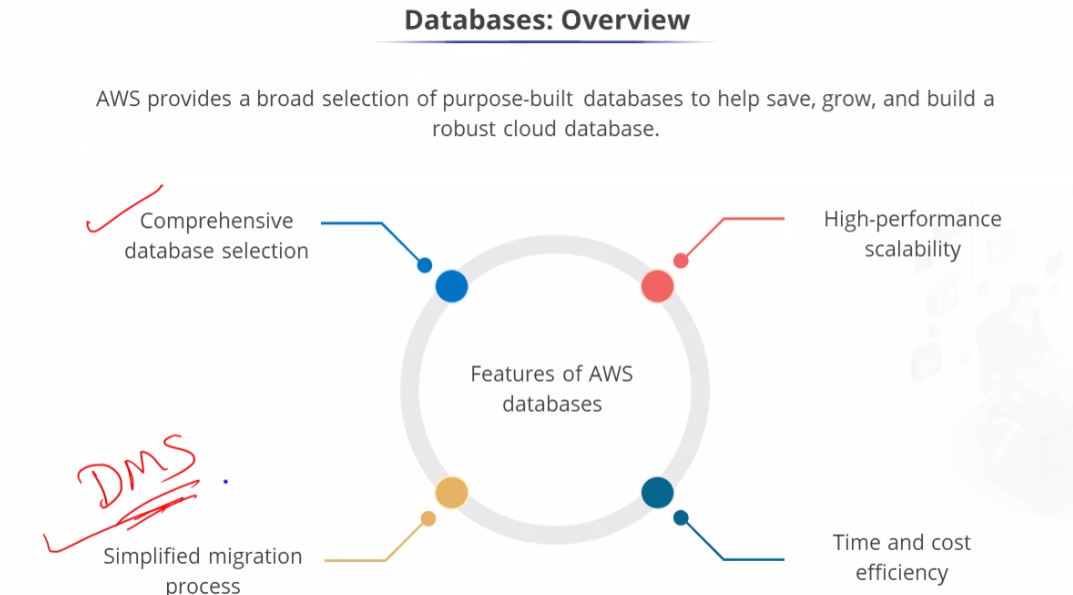 Databases: Overview
AWS provides a broad selection of purpose-built databases to help save, grow, and build a
robust cloud database.
Comprehensive
database selection
High-performance
scalability
Features of AWS
databases
DMS
Simplified migration
process
Time and cost
efficiency